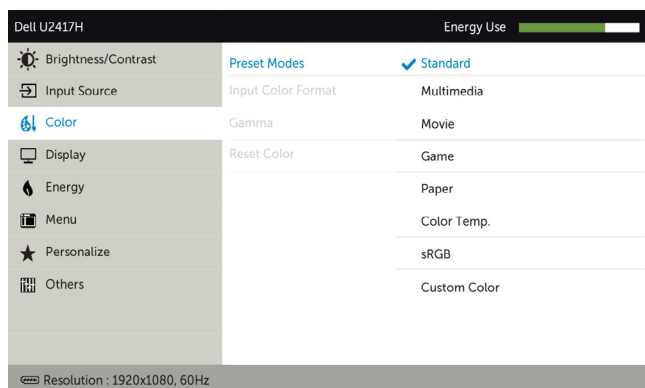 Dell U2417H
Energy Use
Brightness/Contrast
Input Source
Color
Display
Energy
Menu
Personalize
Others
Preset Modes
Input Color Format
Gamma
Reset Color
Standard
Multimedia
Movie
Game
Paper
Color Temp.
sRGB
Custom Color
Resolution : 1920x1080, 60Hz